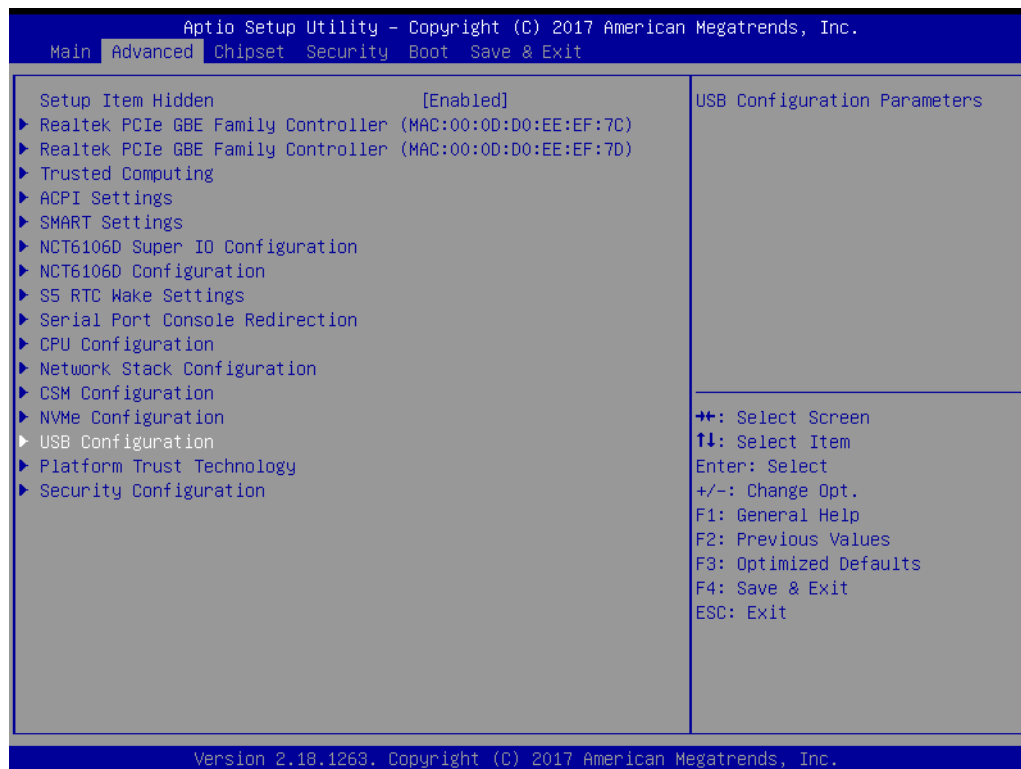 Aptio Setup Utility – Copyright (C) 2017 American Megatrends, Inc.
Main Advanced Chipset Security Boot Save & Exit
Setup Item Hidden [Enabled]
▶ Realtek PCIe GBE Family Controller (MAC:00:0D:D0:EE:EF:7C)
▶ Realtek PCIe GBE Family Controller (MAC:00:0D:D0:EE:EF:7D)
▶ Trusted Computing
▶ ACPI Settings
▶ SMART Settings
▶ NCT6106D Super IO Configuration
▶ NCT6106D Configuration
▶ S5 RTC Wake Settings
▶ Serial Port Console Redirection
▶ CPU Configuration
▶ Network Stack Configuration
▶ CSM Configuration
▶ NVMe Configuration
▶ USB Configuration
▶ Platform Trust Technology
▶ Security Configuration
USB Configuration Parameters
→←: Select Screen
↑↓: Select Item
Enter: Select
+/-: Change Opt.
F1: General Help
F2: Previous Values
F3: Optimized Defaults
F4: Save & Exit
ESC: Exit
Version 2.18.1263. Copyright (C) 2017 American Megatrends, Inc.